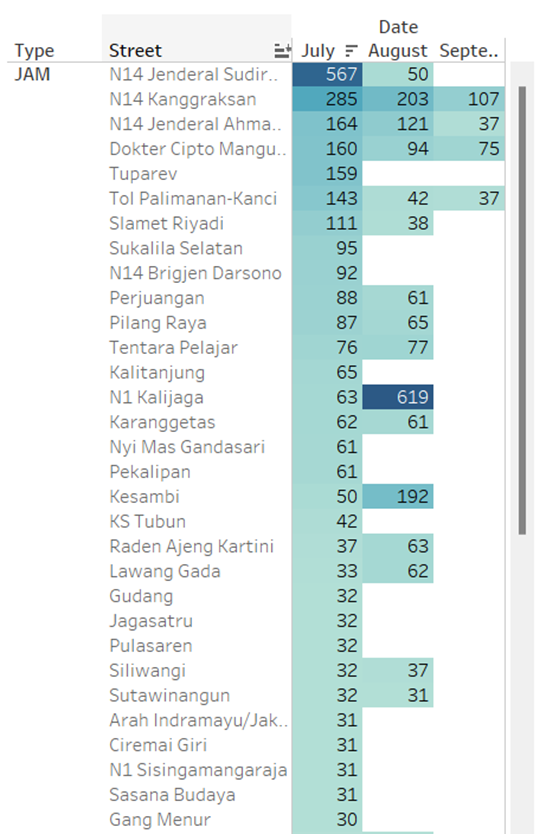 Date
Type Street July August Septe..
JAM N14 Jenderal Sudir.. 567 50
N14 Kanggraksan 285 203 107
N14 Jenderal Ahma.. 164 121 37
Dokter Cipto Mangu.. 160 94 75
Tuparev 159
Tol Palimanan-Kanci 143 42 37
Slamet Riyadi 111 38
Sukalila Selatan 95
N14 Brigjen Darsono 92
Perjuangan 88 61
Pilang Raya 87 65
Tentara Pelajar 76 77
Kalitanjung 65
N1 Kalijaga 63 619
Karanggetas 62 61
Nyi Mas Gandasari 61
Pekalipan 61
Kesambi 50 192
KS Tubun 42
Raden Ajeng Kartini 37 63
Lawang Gada 33 62
Gudang 32
Jagasatru 32
Pulasaren 32
Siliwangi 32 37
Sutawinangun 32 31
Arah Indramayu/Jak.. 31
Ciremai Giri 31
N1 Sisingamangaraja 31
Sasana Budaya 31
Gang Menur 30